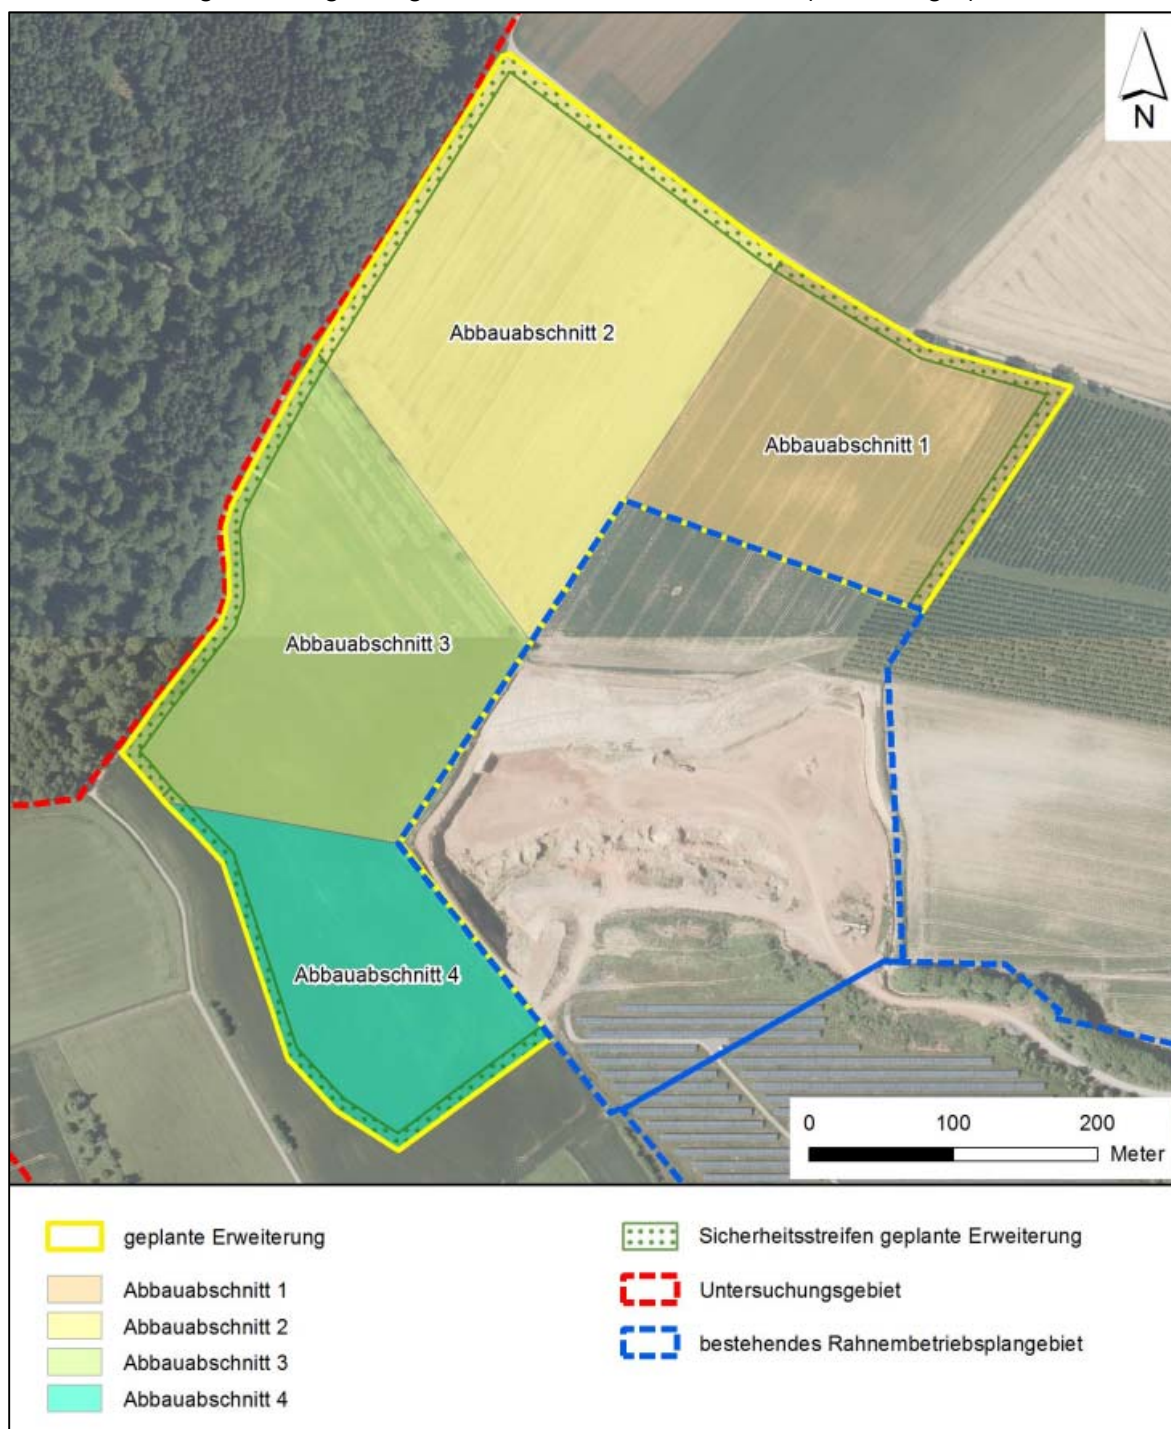 N
Abbauabschnitt 2
Abbauabschnitt 1
Abbauabschnitt 3
Abbauabschnitt 4
0 100 200
Meter
geplante Erweiterung
Abbauabschnitt 1
Abbauabschnitt 2
Abbauabschnitt 3
Abbauabschnitt 4
Sicherheitsstreifen geplante Erweiterung
Untersuchungsgebiet
bestehendes Rahnembetriebsplangebiet